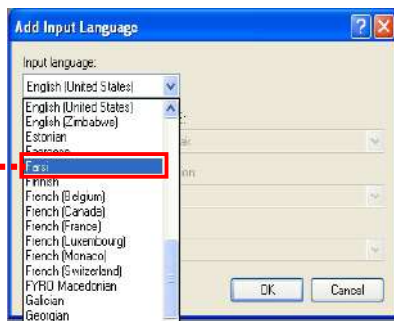 Add Input Language
Input language:
English (United States)
English (United States)
English (Zimbabwe)
Estonian
Faeroese
Farsi
Finnish
French (Belgium)
French (Canada)
French (France)
French (Luxembourg)
French (Monaco)
French (Switzerland)
FYRO Macedonian
Galician
Georgian
OK
Cancel